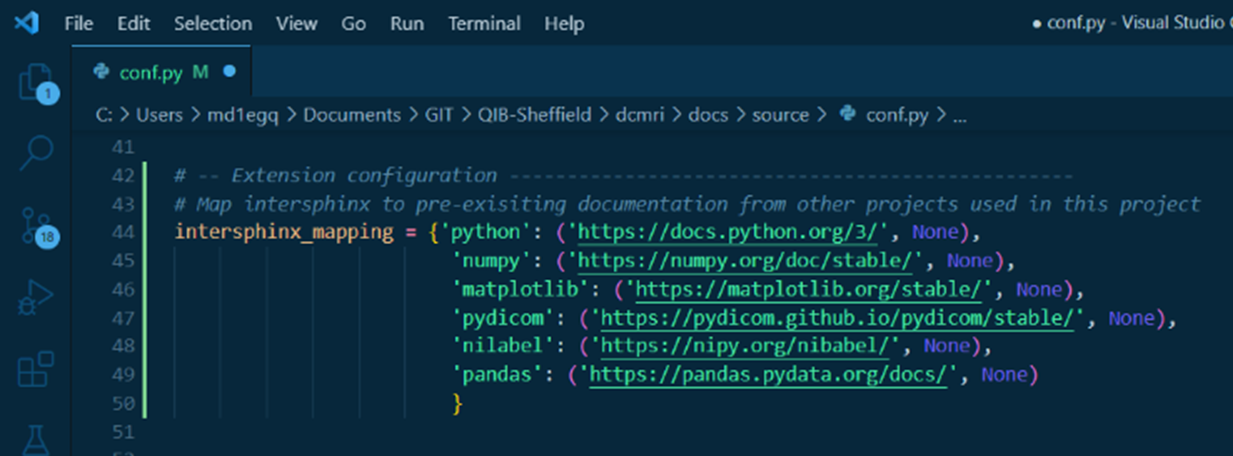 File Edit Selection View Go Run Terminal Help ● conf.py - Visual Studio
conf.py M ●
1
C: > Users > md1egq > Documents > GIT > QIB-Sheffield > dcmri > docs > source > conf.py > ...
41
42 # -- Extension configuration -------------------------------------------------
43 # Map intersphinx to pre-exisiting documentation from other projects used in this project
44 intersphinx_mapping = {'python': ('https://docs.python.org/3/', None),
18
45 'numpy': ('https://numpy.org/doc/stable/', None),
46 'matplotlib': ('https://matplotlib.org/stable/', None),
47 'pydicom': ('https://pydicom.github.io/pydicom/stable/', None),
48 'nilabel': ('https://nipy.org/nibabel/', None),
49 'pandas': ('https://pandas.pydata.org/docs/', None)
50 }
51